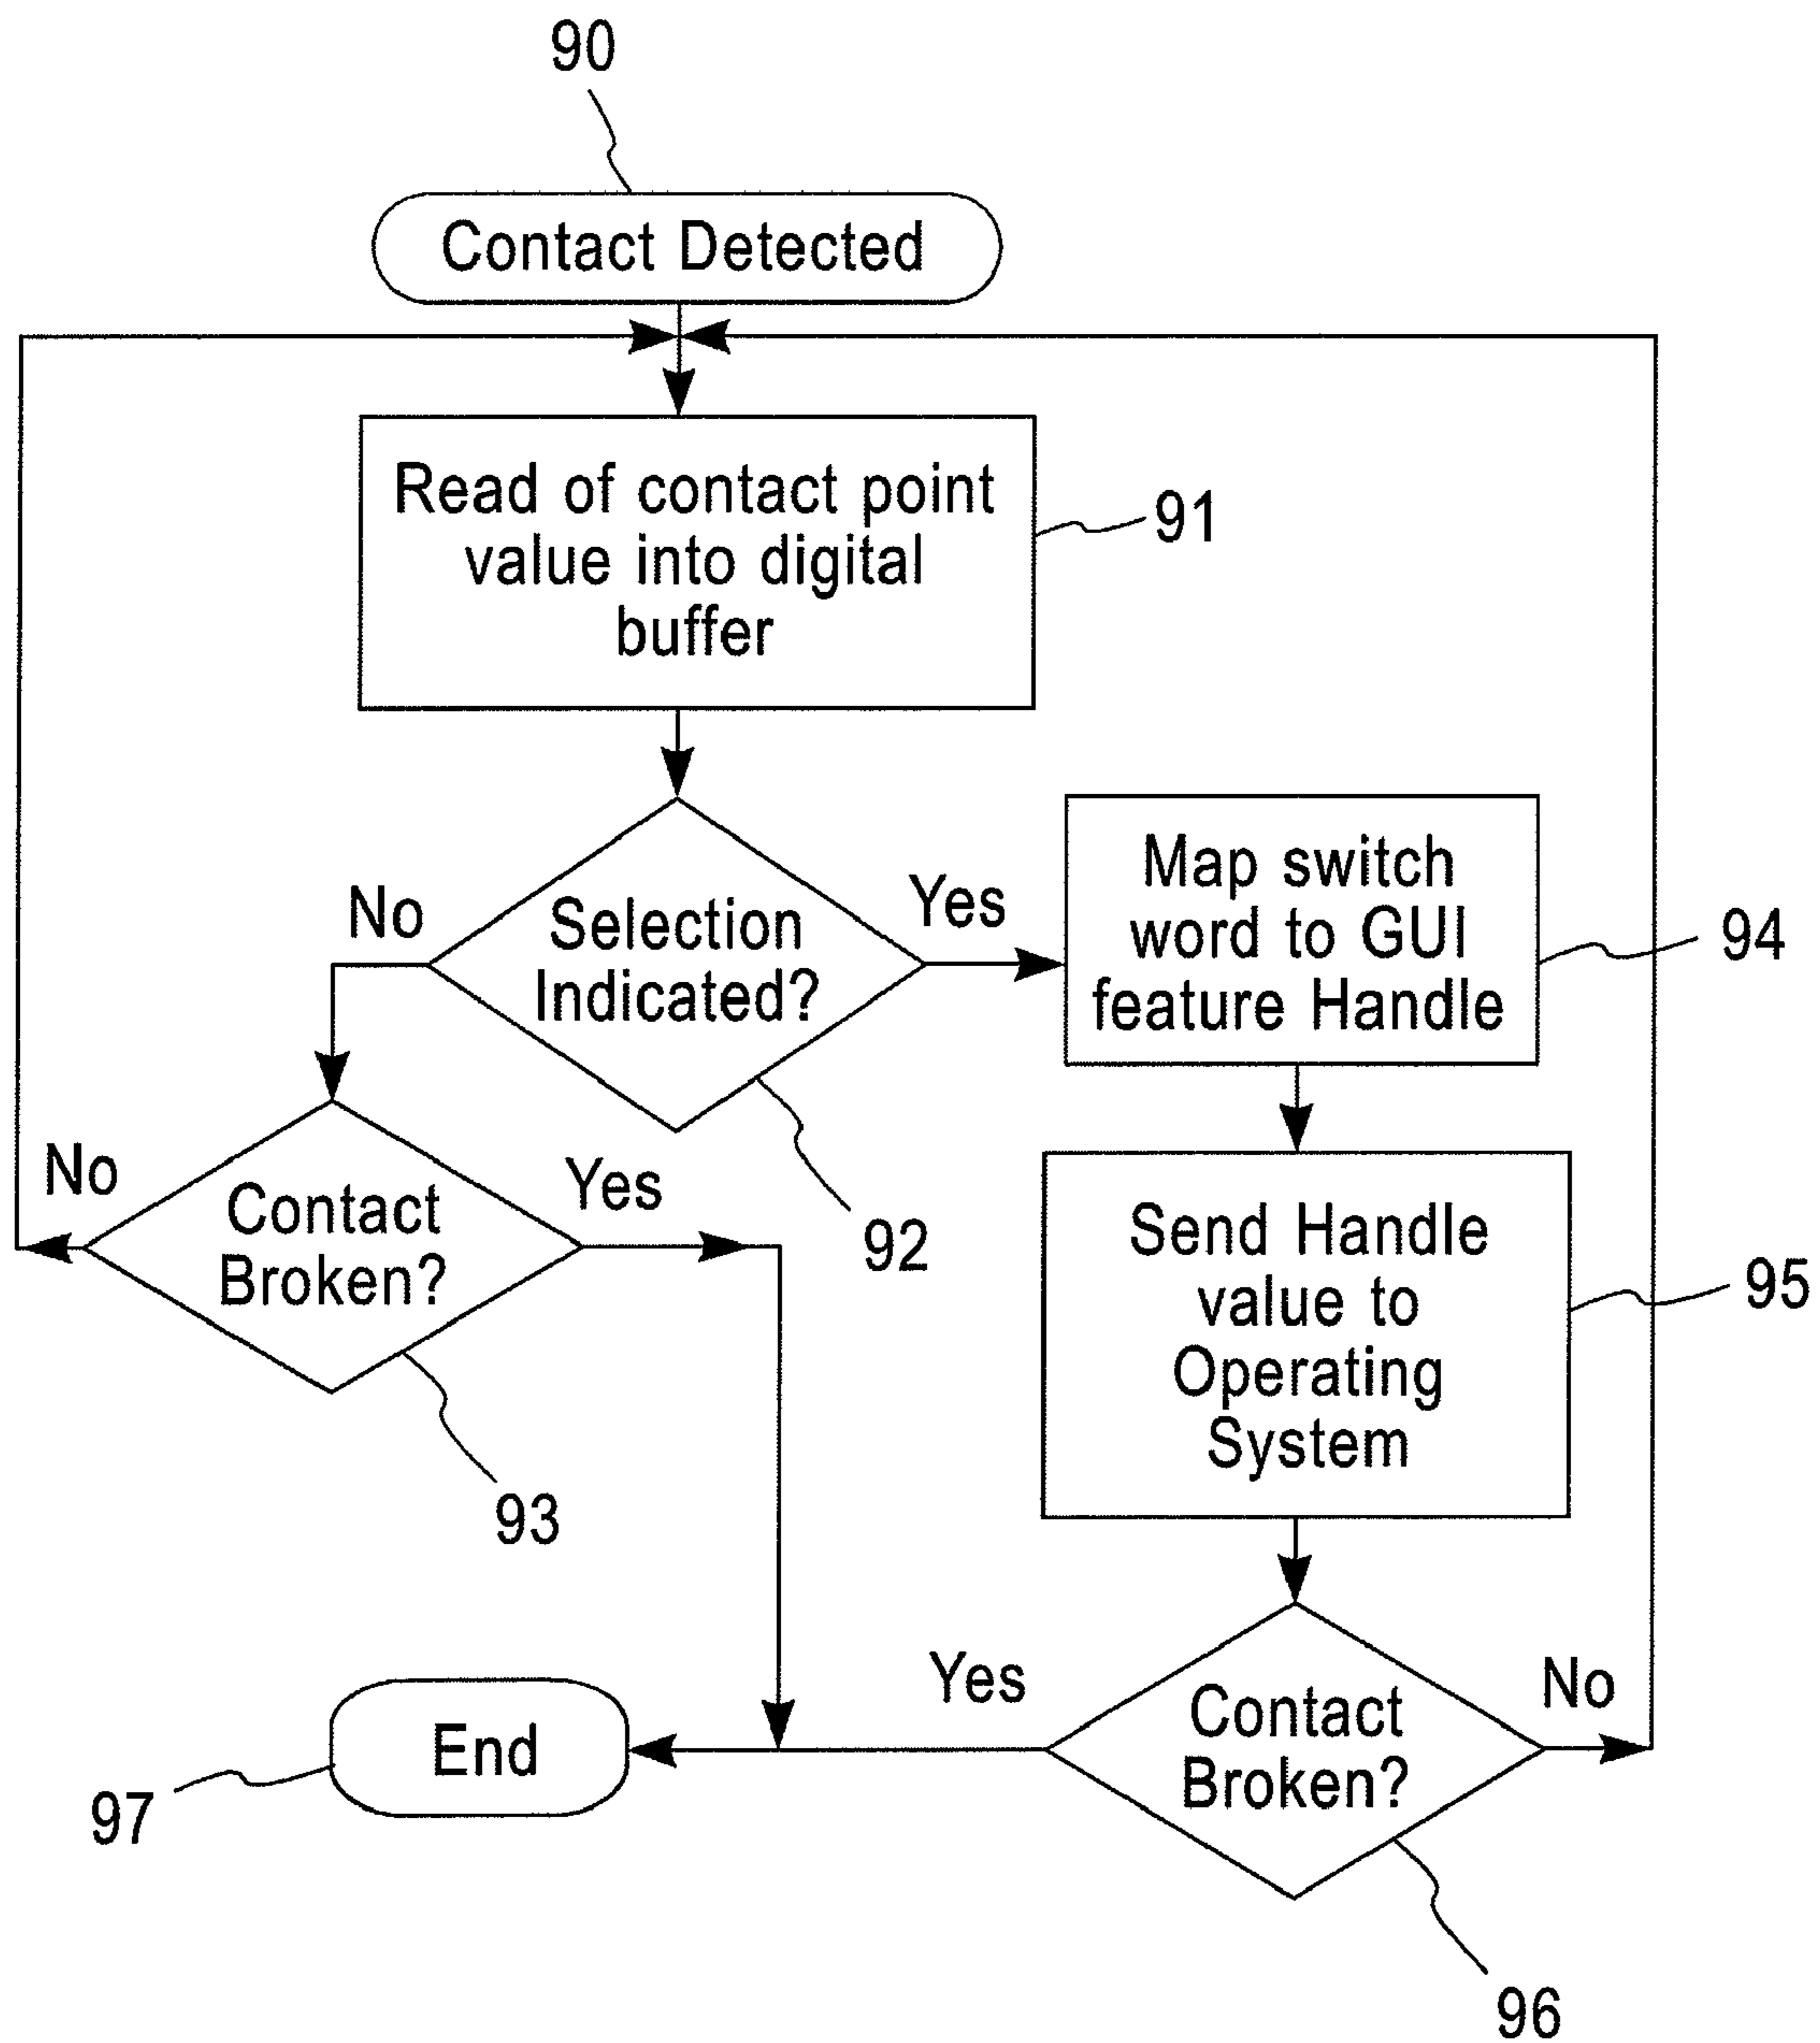 90
Contact Detected
Read of contact point
value into digital
buffer
91
Selection
Indicated?
No
Yes
92
Map switch
word to GUI
feature Handle
94
Contact
Broken?
No
Yes
93
Send Handle
value to
Operating
System
95
Contact
Broken?
Yes
No
96
End
97